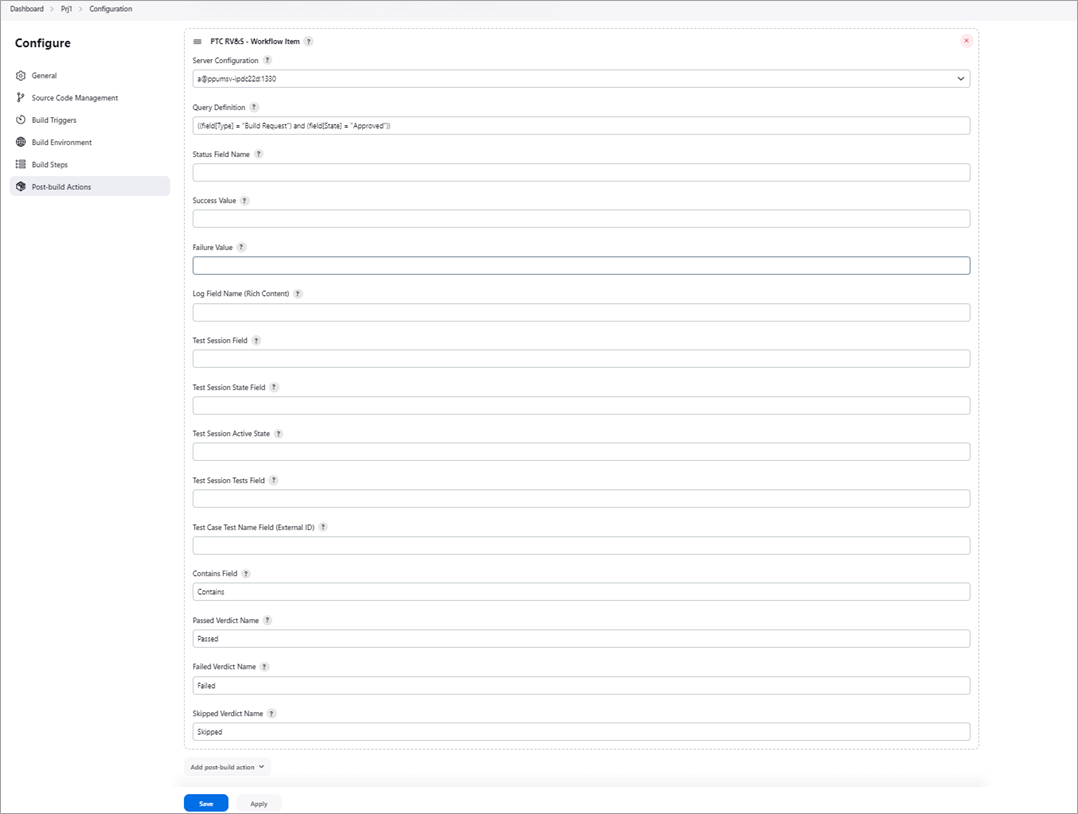 Dashboard > Prj1 > Configuration
Configure
General
Source Code Management
Build Triggers
Build Environment
Build Steps
Post-build Actions
PTC RV&S - Workflow Item ?
Server Configuration ?
a@ppumsv-ipdc22d:1330
Query Definition ?
((field[Type] = "Build Request") and (field[State] = "Approved"))
Status Field Name ?
Success Value ?
Failure Value ?
Log Field Name (Rich Content) ?
Test Session Field ?
Test Session State Field ?
Test Session Active State ?
Test Session Tests Field ?
Test Case Test Name Field (External ID) ?
Contains Field ?
Contains
Passed Verdict Name ?
Passed
Failed Verdict Name ?
Failed
Skipped Verdict Name ?
Skipped
Add post-build action
Save Apply